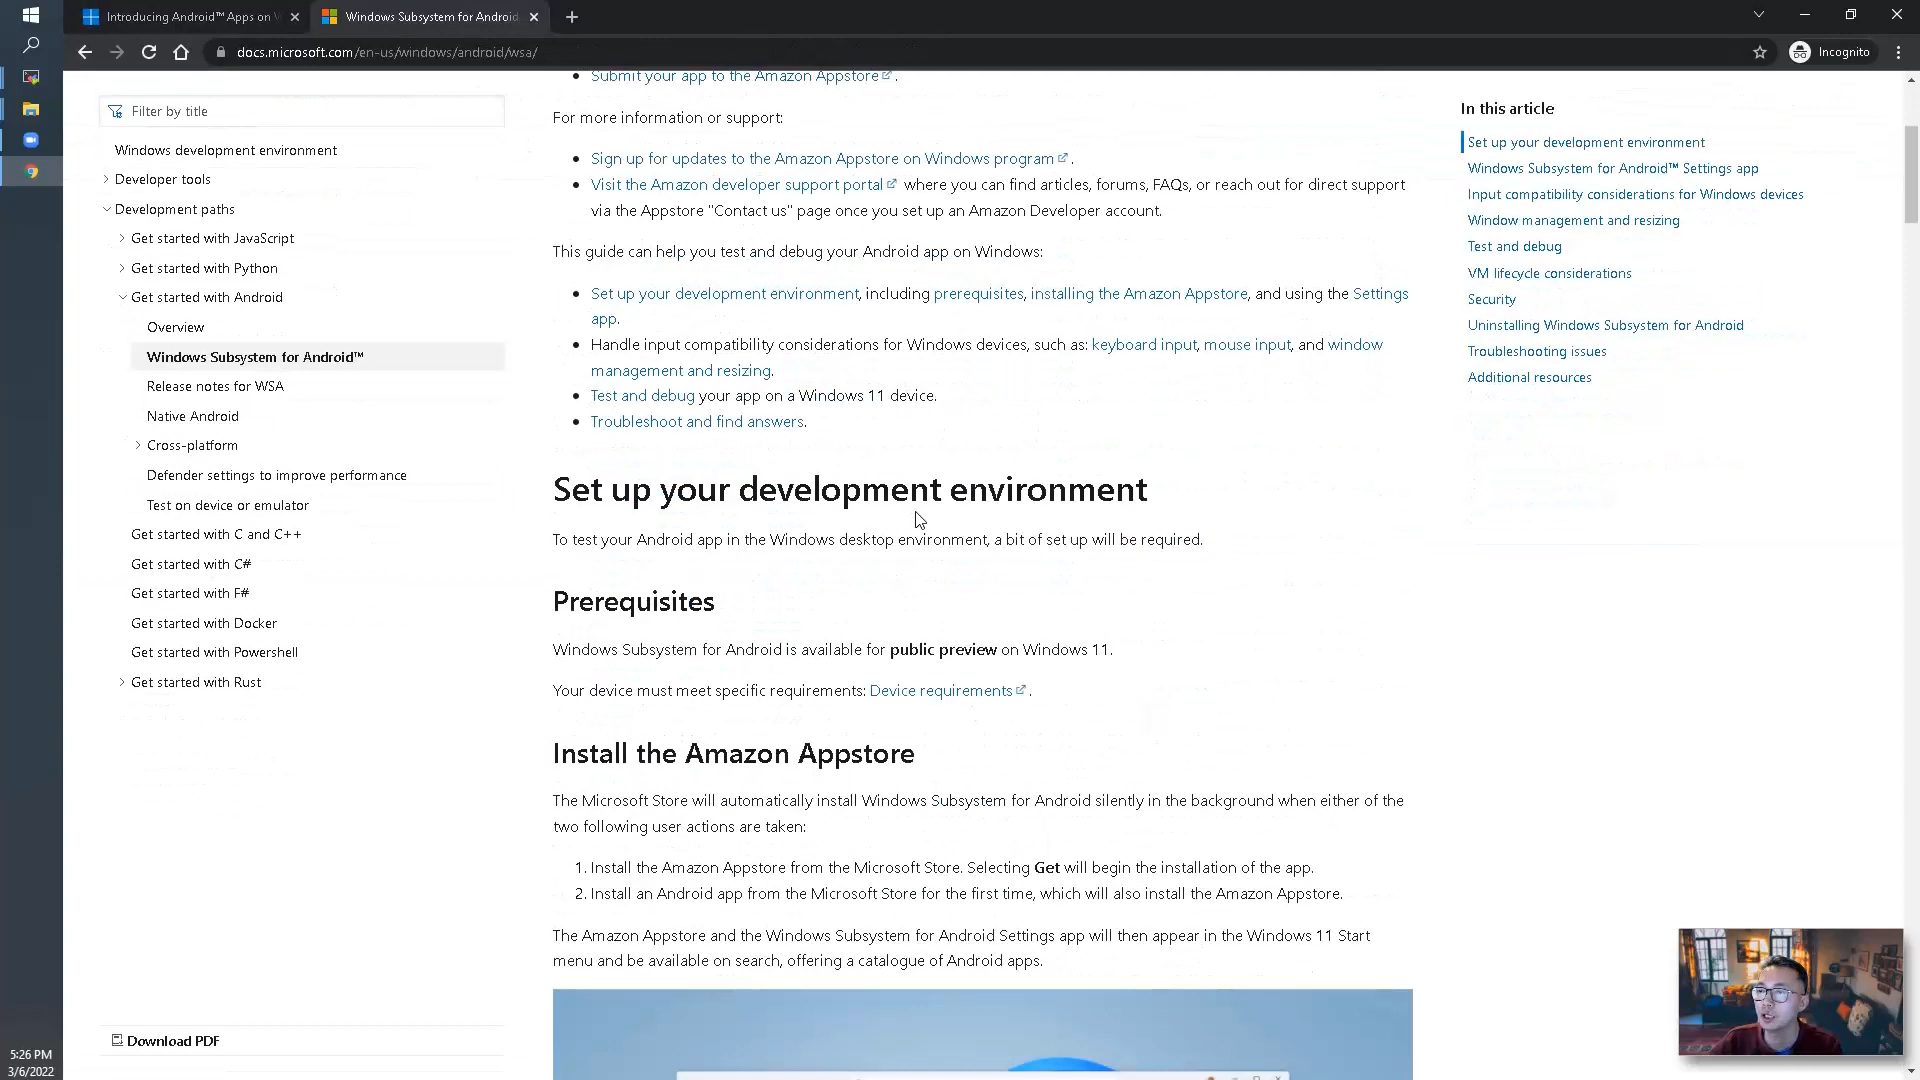 Introducing Android™ Apps on
Windows Subsystem for Android
docs.microsoft.com/en-us/windows/android/wsa/
Incognito
Filter by title
Windows development environment
Developer tools
Development paths
Get started with JavaScript
Get started with Python
Get started with Android
Overview
Windows Subsystem for Android™
Release notes for WSA
Native Android
Cross-platform
Defender settings to improve performance
Test on device or emulator
Get started with C and C++
Get started with C#
Get started with F#
Get started with Docker
Get started with Powershell
Get started with Rust
Download PDF
Submit your app to the Amazon Appstore.
For more information or support:
• Sign up for updates to the Amazon Appstore on Windows program.
• Visit the Amazon developer support portal where you can find articles, forums, FAQs, or reach out for direct support
via the Appstore "Contact us" page once you set up an Amazon Developer account.
This guide can help you test and debug your Android app on Windows:
• Set up your development environment, including prerequisites, installing the Amazon Appstore, and using the Settings
app.
• Handle input compatibility considerations for Windows devices, such as: keyboard input, mouse input, and window
management and resizing.
• Test and debug your app on a Windows 11 device.
• Troubleshoot and find answers.
Set up your development environment
To test your Android app in the Windows desktop environment, a bit of set up will be required.
Prerequisites
Windows Subsystem for Android is available for public preview on Windows 11.
Your device must meet specific requirements: Device requirements.
Install the Amazon Appstore
The Microsoft Store will automatically install Windows Subsystem for Android silently in the background when either of the
two following user actions are taken:
1. Install the Amazon Appstore from the Microsoft Store. Selecting Get will begin the installation of the app.
2. Install an Android app from the Microsoft Store for the first time, which will also install the Amazon Appstore.
The Amazon Appstore and the Windows Subsystem for Android Settings app will then appear in the Windows 11 Start
menu and be available on search, offering a catalogue of Android apps.
In this article
Set up your development environment
Windows Subsystem for Android™ Settings app
Input compatibility considerations for Windows devices
Window management and resizing
Test and debug
VM lifecycle considerations
Security
Uninstalling Windows Subsystem for Android
Troubleshooting issues
Additional resources
5:26 PM
3/6/2022